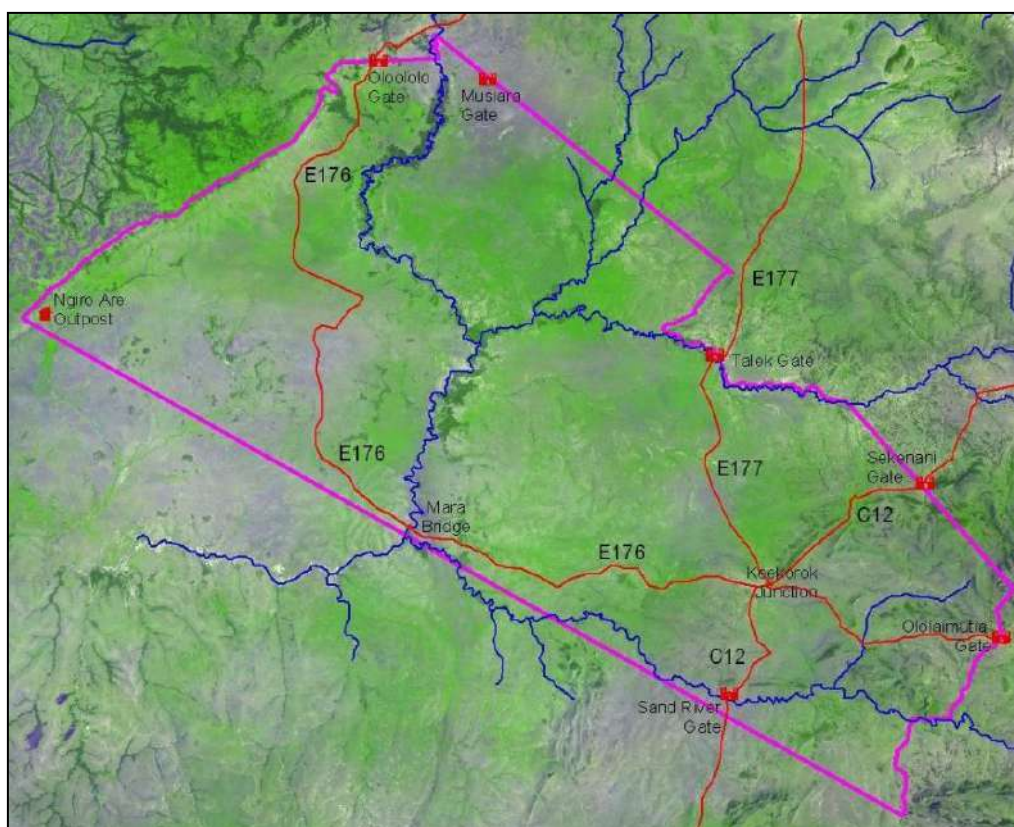 Oloololo
Gate
Musiara
Gate
E176
E177
Ngiro Are
Outpost
Talek Gate
E176
E177
Sekenani
Gate
Mara
Bridge
C12
E176
Keekorok
Junction
Ololaimutia
Gate
C12
Sand River
Gate